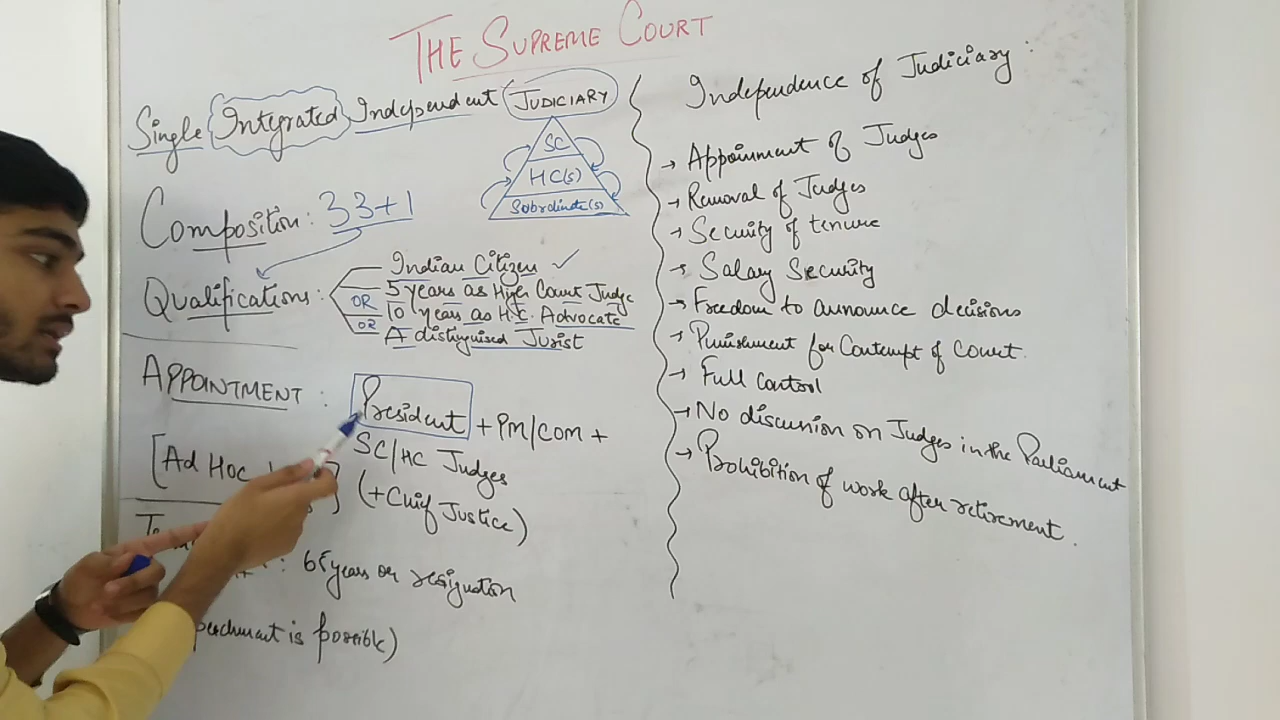 THE SUPREME COURT
Single Integrated Independent JUDICIARY
SC
HC(s)
Subordinate(s)
Composition: 33+1
Qualifications:
Indian Citizen ✓
5 years as High Court Judge
OR
10 years as H.C. Advocate
OR
A distinguised Jurist
APPOINTMENT :
President + PM/COM +
SC/HC Judges
(+Chief Justice)
[Ad Hoc ]
: 65 years or resignation
is possible)
Independence of Judiciary:
→ Appoinment of Judges
→ Removal of Judges
→ Security of tenure
→ Salary Security
→ Freedom to announce decisions
→ Punishment for Contempt of Court.
→ Full Control
→ No discussion on Judges in the Parliament
→ Prohibition of work after retirement.